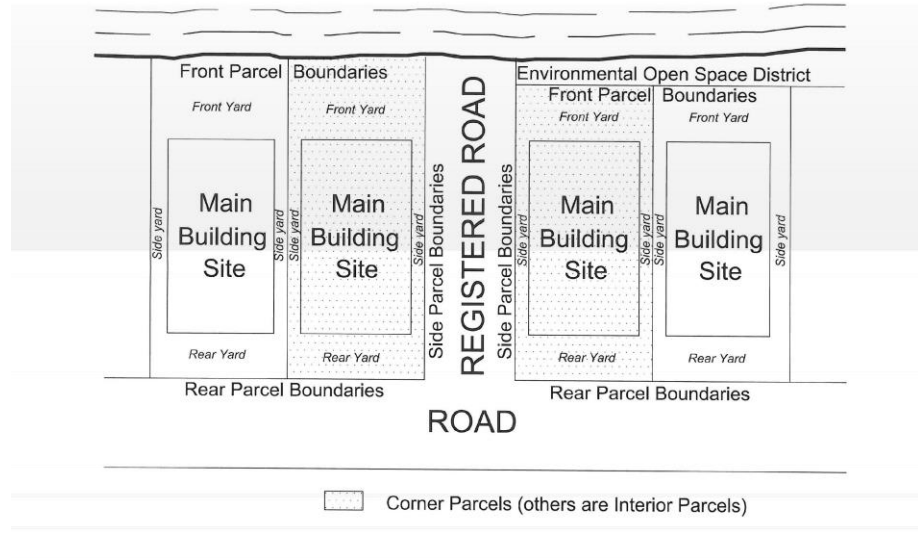 Front Parcel Boundaries
Environmental Open Space District
Front Parcel Boundaries
Front Yard
Front Yard
Front Yard
Front Yard
Side yard
Main
Building
Site
Side yard
Side yard
Main
Building
Site
Side yard
Side Parcel Boundaries
REGISTERED ROAD
Side Parcel Boundaries
Side yard
Main
Building
Site
Side yard
Side yard
Main
Building
Site
Side yard
Rear Yard
Rear Yard
Rear Yard
Rear Yard
Rear Parcel Boundaries
Rear Parcel Boundaries
ROAD
Corner Parcels (others are Interior Parcels)